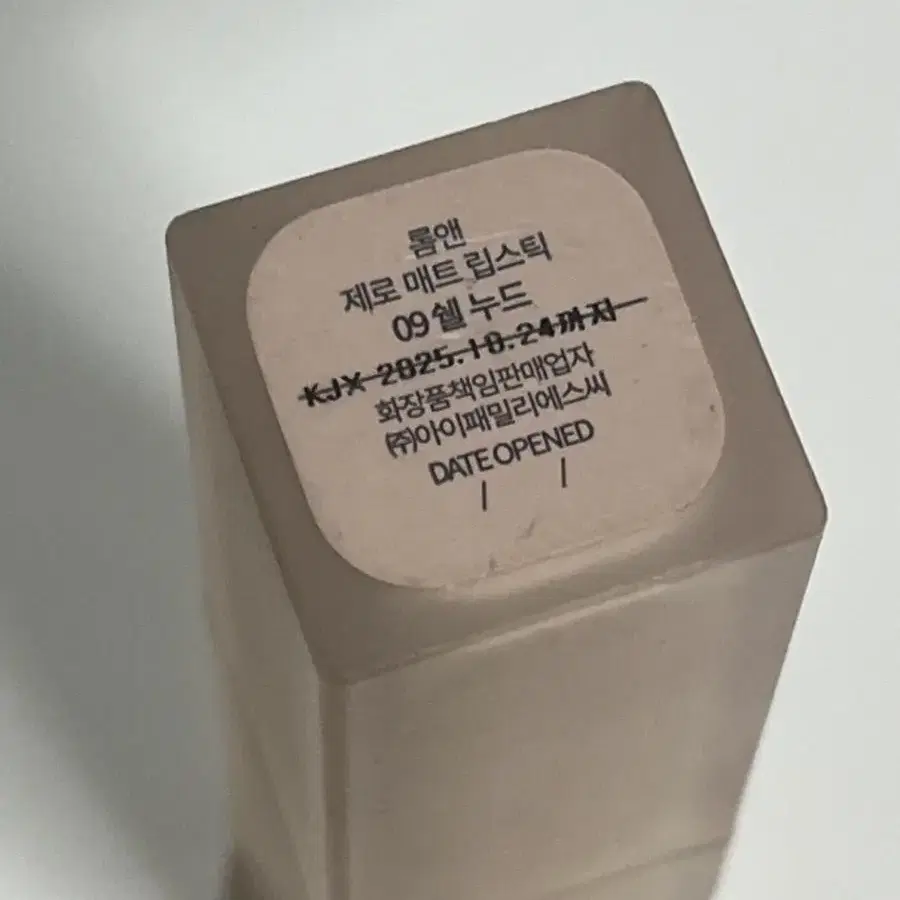 롬앤
제로 매트 립스틱
09 쉘 누드
KJX 2025.10.24까지
화장품책임판매업자
㈜아이패밀리에스씨
DATE OPENED
/ /